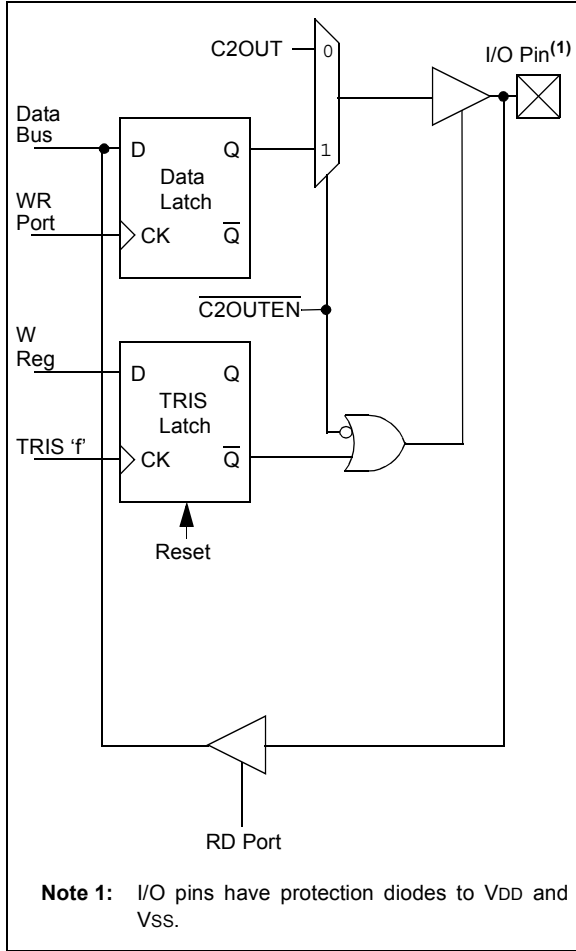 C2OUT
0
I/O Pin(1)
Data
Bus
D
Q
1
Data
Latch
WR
Port
CK
Q̅
C̅2̅O̅U̅T̅E̅N̅
W
Reg
D
Q
TRIS
Latch
TRIS ‘f’
CK
Q̅
Reset
RD Port
Note 1: I/O pins have protection diodes to VDD and
VSS.